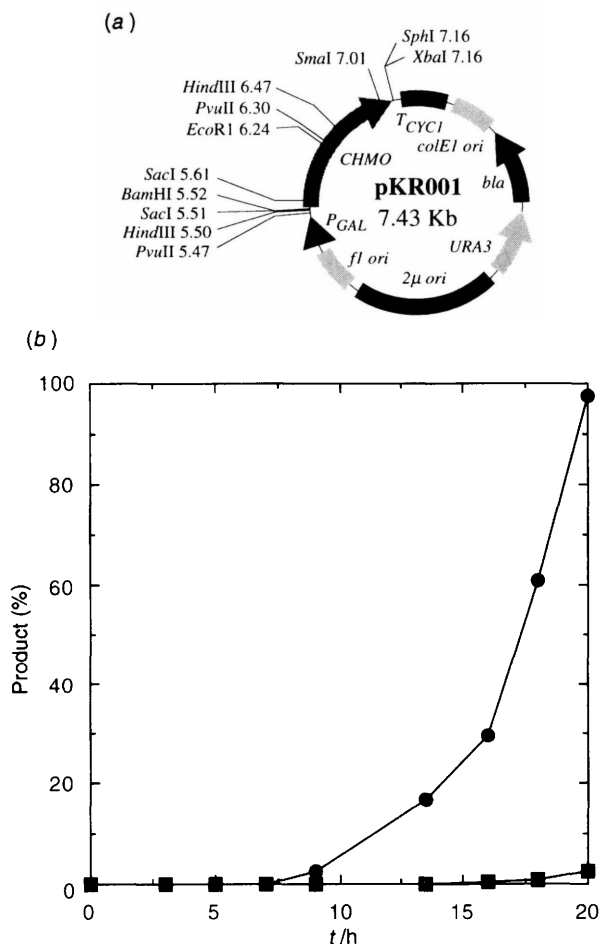 (a)
SphI 7.16
XbaI 7.16
SmaI 7.01
HindIII 6.47
PvuII 6.30
EcoR1 6.24
SacI 5.61
BamHI 5.52
SacI 5.51
HindIII 5.50
PvuII 5.47
CHMO
TCYC1
colE1 ori
bla
pKR001
7.43 Kb
PGAL
f1 ori
2μ ori
URA3
(b)
Product (%)
100
80
60
40
20
0
0 5 10 15 20
t/h